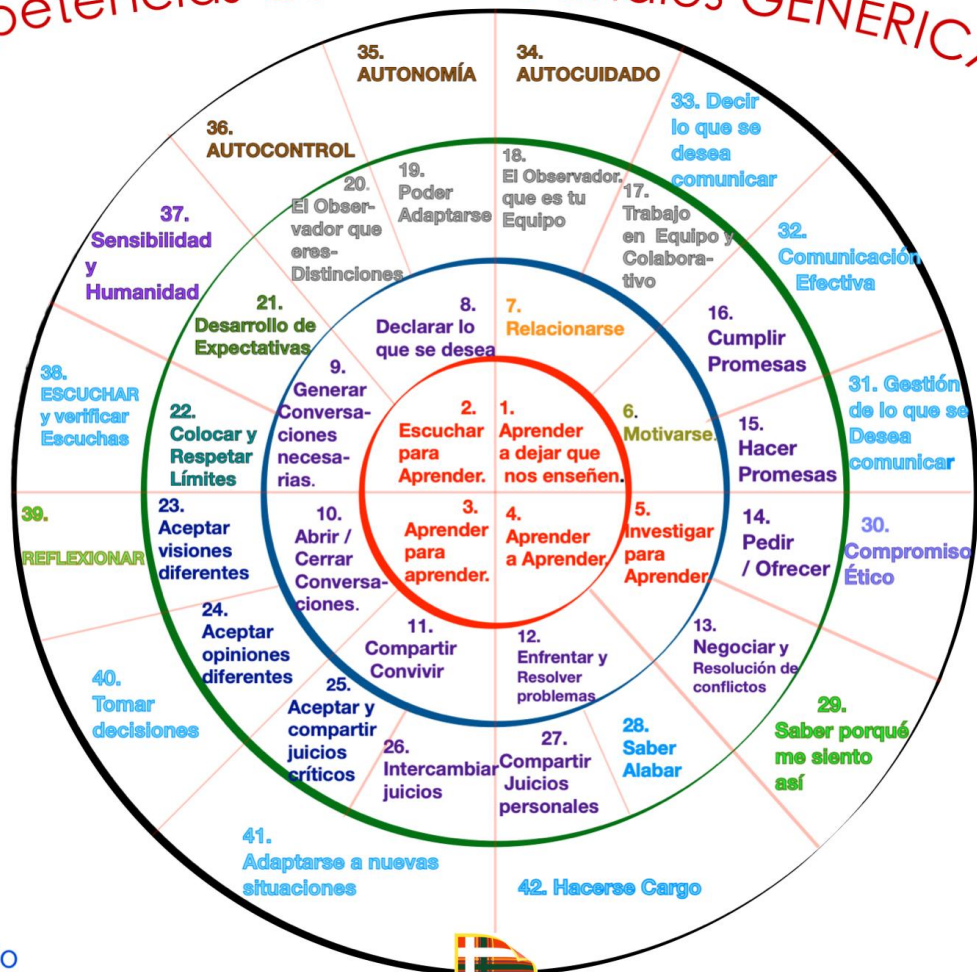 GENÉRICA
35.
AUTONOMÍA
34.
AUTOCUIDADO
33. Decir
lo que se
desea
comunicar
36.
AUTOCONTROL
20.
El Obser-
vador que
eres-
Distinciones
19.
Poder
Adaptarse
18.
El Observador.
que es tu
Equipo
17.
Trabajo
en Equipo y
Colabora-
tivo
32.
Comunicación
Efectiva
37.
Sensibilidad
y
Humanidad
21.
Desarrollo de
Expectativas
8.
Declarar lo
que se desea
7.
Relacionarse
16.
Cumplir
Promesas
38.
ESCUCHAR
y verificar
Escuchas
22.
Colocar y
Respetar
Límites
9.
Generar
Conversa-
ciones
necesa-
rias.
2.
Escuchar
para
Aprender.
1.
Aprender
a dejar que
nos enseñen.
6.
Motivarse.
15.
Hacer
Promesas
31. Gestión
de lo que se
Desea
comunicar
39.
REFLEXIONAR
23.
Aceptar
visiones
diferentes
10.
Abrir /
Cerrar
Conversa-
ciones.
3.
Aprender
para
aprender.
4.
Aprender
a Aprender.
5.
Investigar
para
Aprender
14.
Pedir
/ Ofrecer
30.
Compromiso
Ético
24.
Aceptar
opiniones
diferentes
11.
Compartir
Convivir
12.
Enfrentar y
Resolver
problemas
13.
Negociar y
Resolución de
conflictos
40.
Tomar
decisiones
25.
Aceptar y
compartir
juicios
críticos
26.
Intercambiar
juicios
27.
Compartir
Juicios
personales
28.
Saber
Alabar
29.
Saber porqué
me siento
así
41.
Adaptarse a nuevas
situaciones
42. Hacerse Cargo